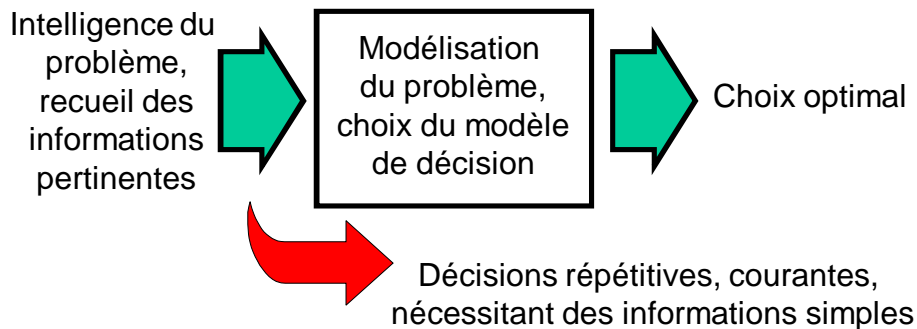 Intelligence du
problème,
recueil des
informations
pertinentes
Modélisation
du problème,
choix du modèle
de décision
Choix optimal
Décisions répétitives, courantes,
nécessitant des informations simples